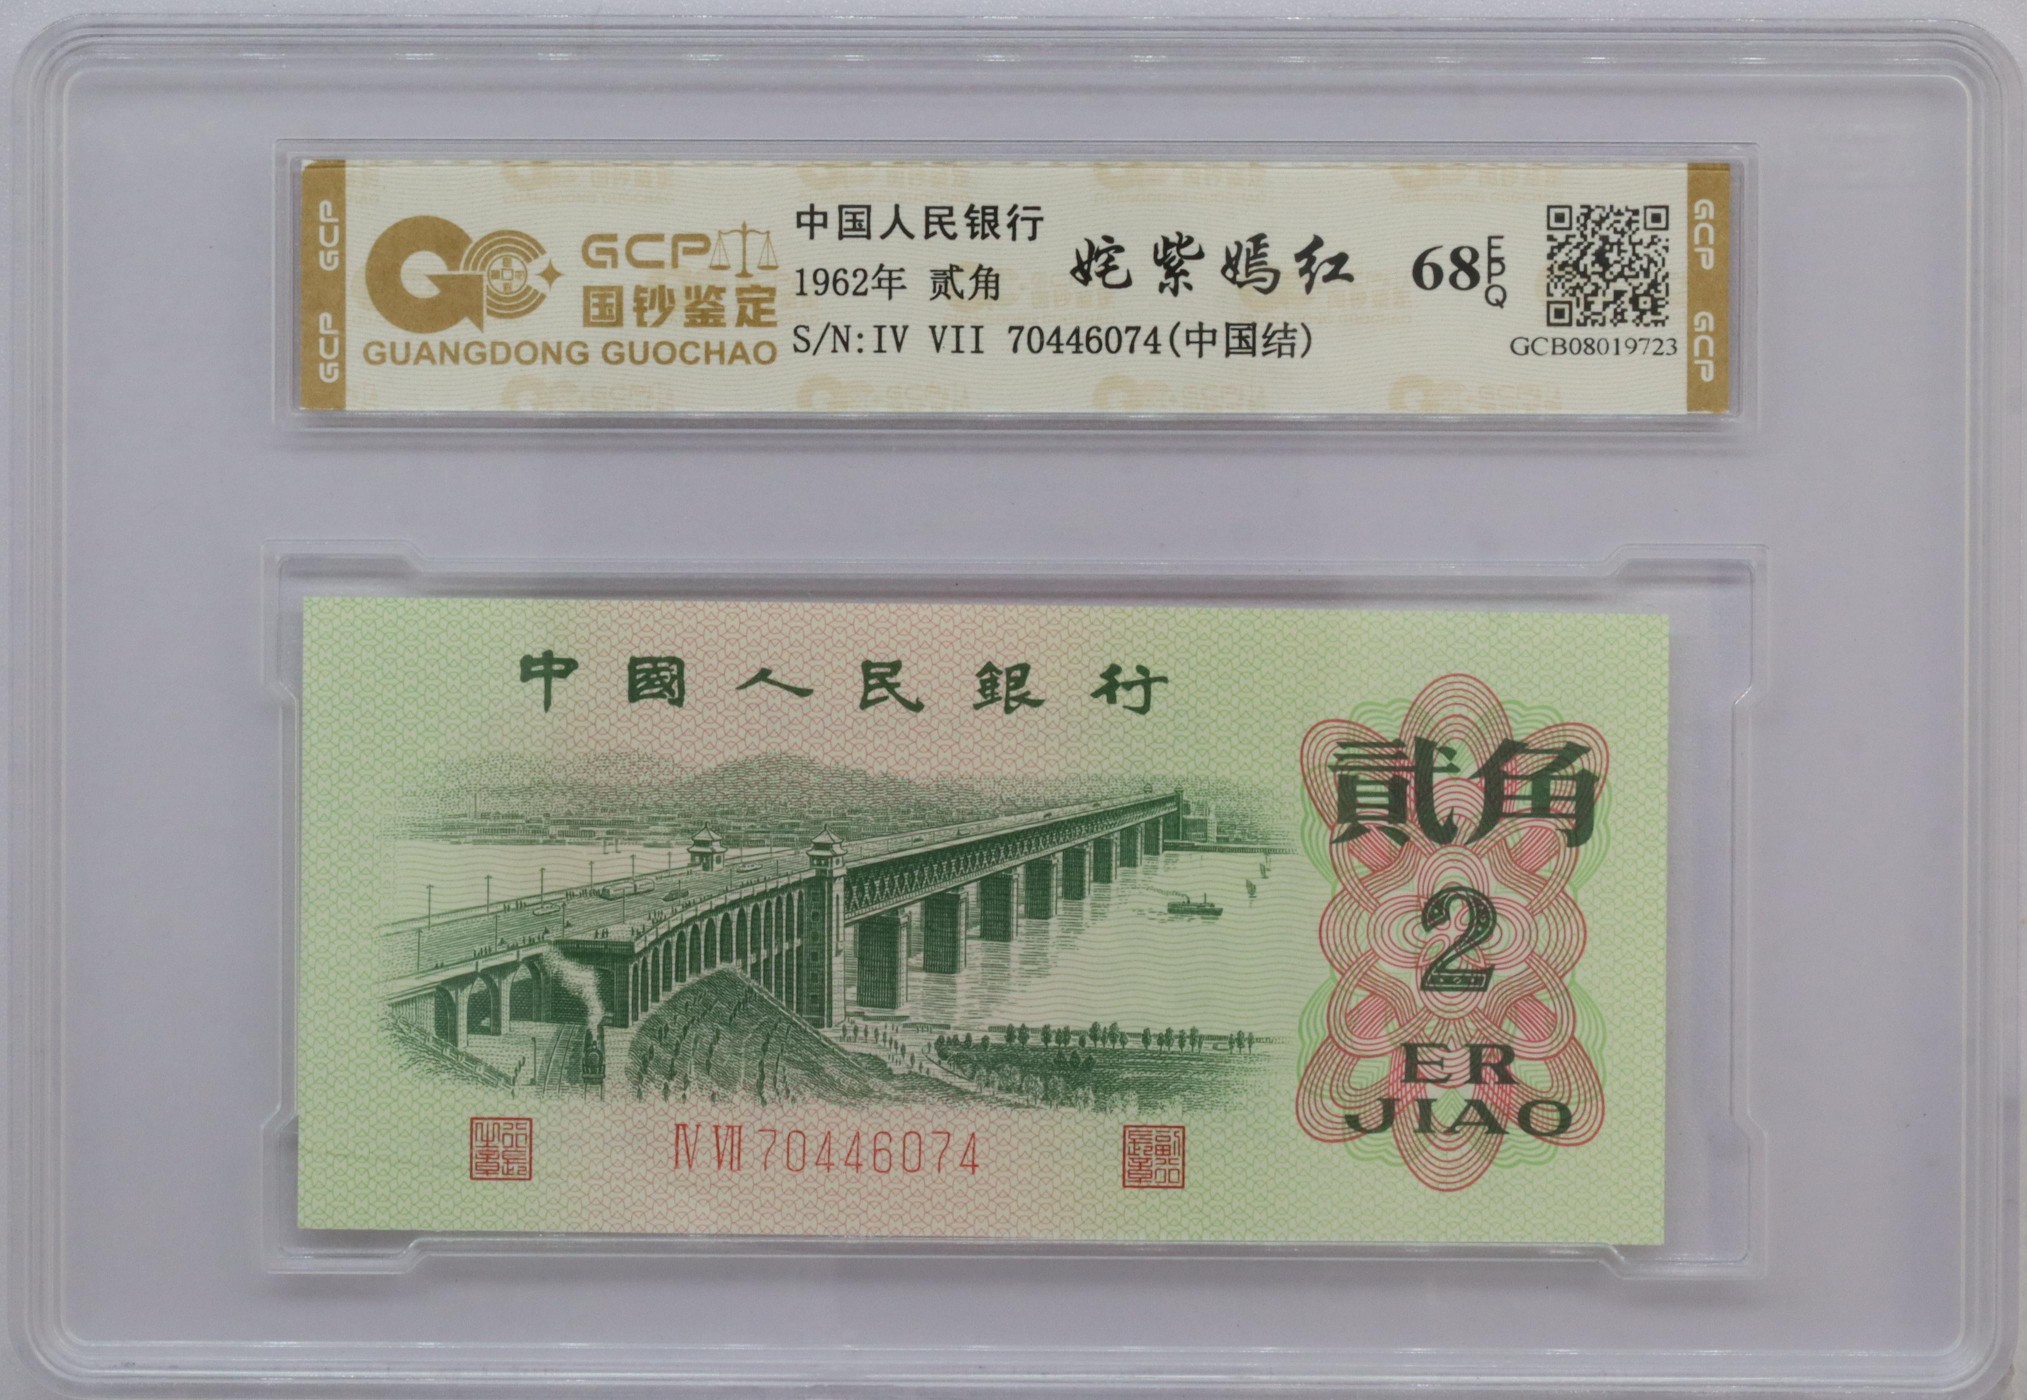 GCP GCP
GCP
国钞鉴定
GUANGDONG GUOCHAO
中国人民银行
1962年 贰角
S/N:IV VII 70446074(中国结)
姹紫嫣红
68 EPQ
GCB08019723
GCP GCP
中國人民銀行
貳角
2
ER
JIAO
IV VII 70446074